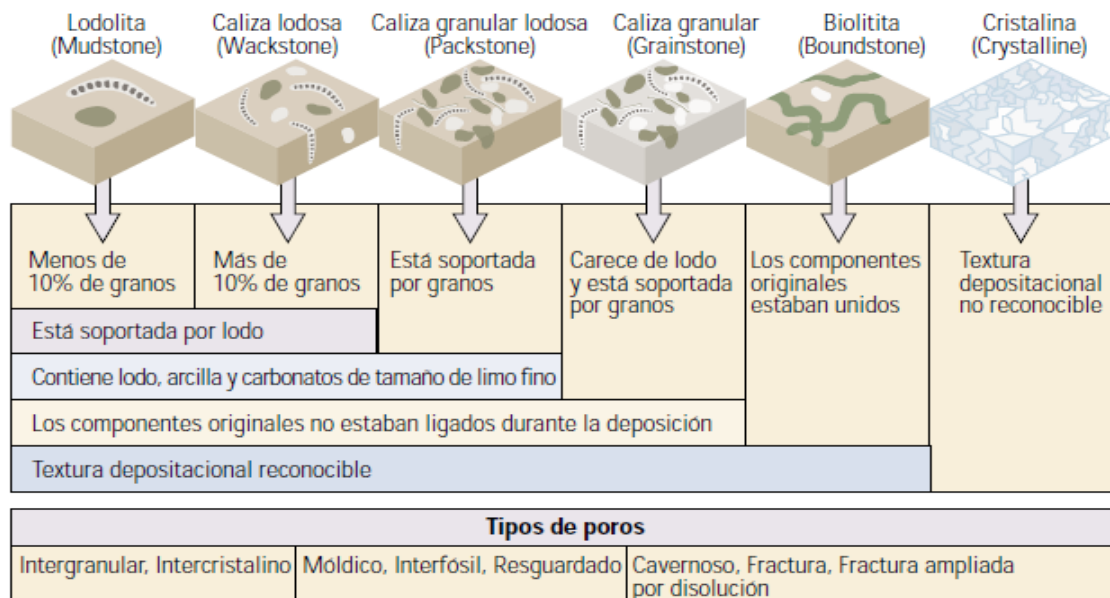 Lodolita
(Mudstone)
Caliza lodosa
(Wackstone)
Caliza granular lodosa
(Packstone)
Caliza granular
(Grainstone)
Biolitita
(Boundstone)
Cristalina
(Crystalline)
Menos de
10% de granos
Más de
10% de granos
Está soportada
por granos
Carece de lodo
y está soportada
por granos
Los componentes
originales
estaban unidos
Textura
depositacional
no reconocible
Está soportada por lodo
Contiene lodo, arcilla y carbonatos de tamaño de limo fino
Los componentes originales no estaban ligados durante la deposición
Textura depositacional reconocible
Tipos de poros
Intergranular, Intercristalino
Móldico, Interfósil, Resguardado
Cavernoso, Fractura, Fractura ampliada
por disolución